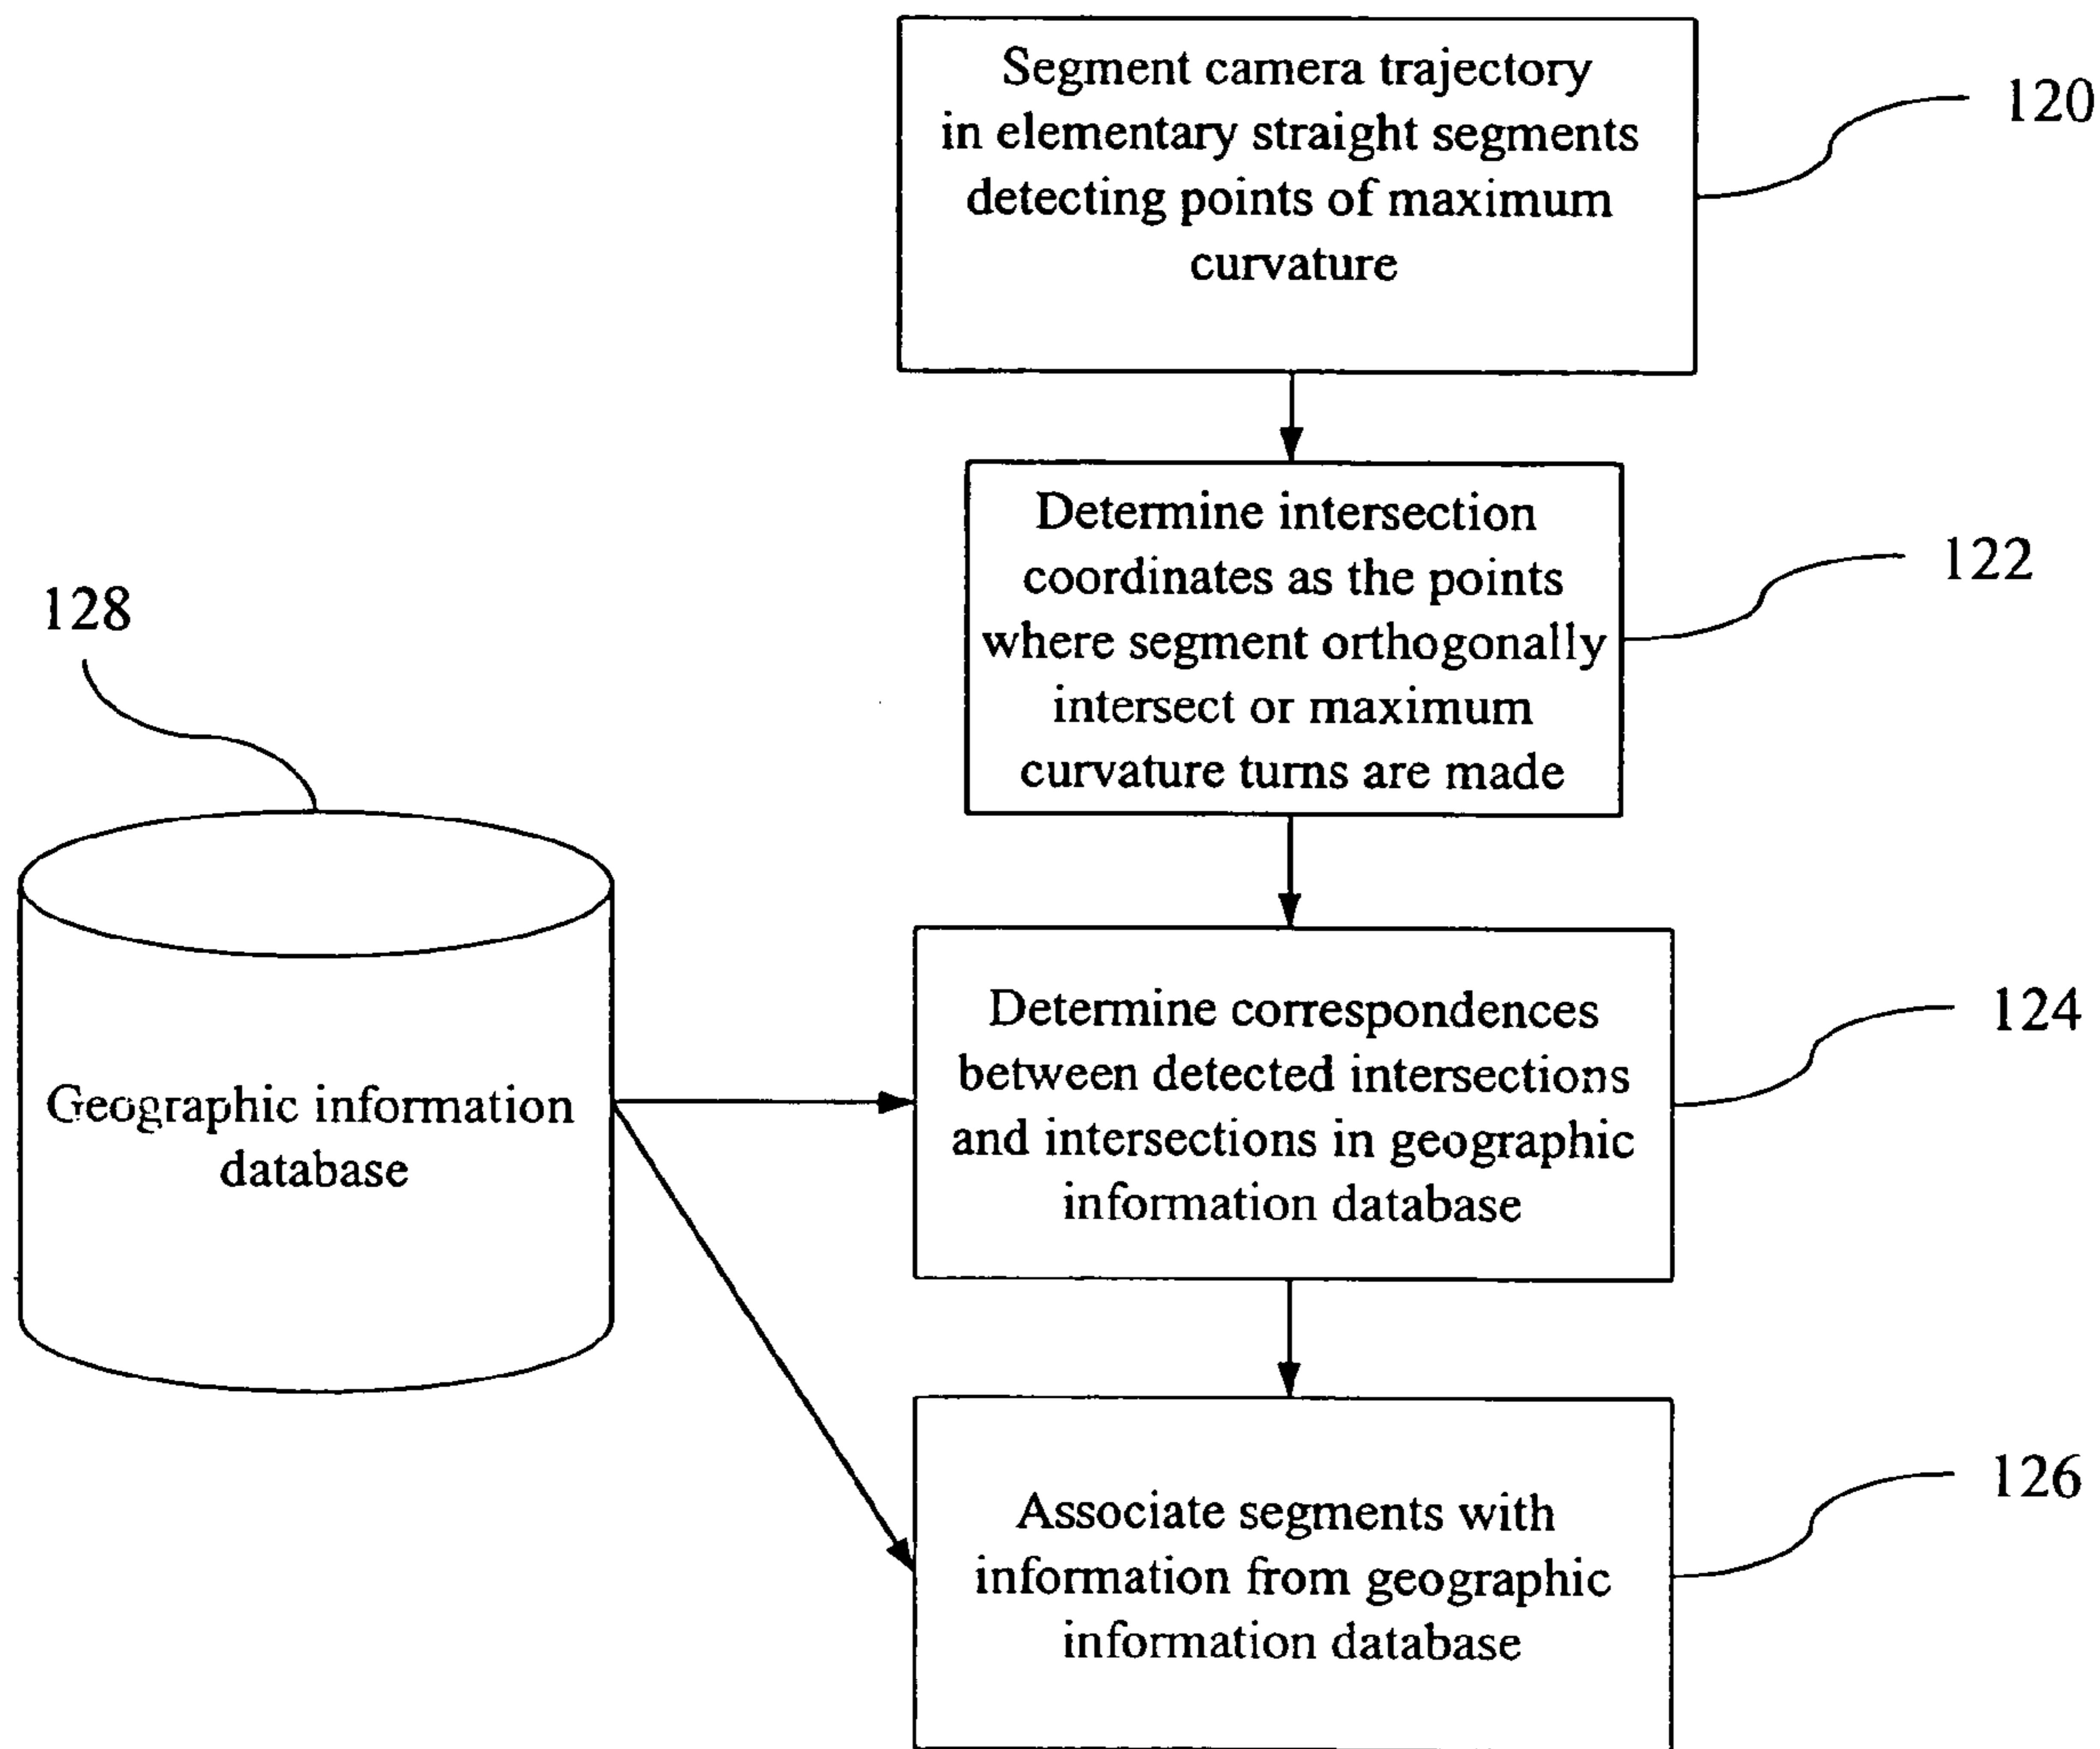 Segment camera trajectory
in elementary straight segments
detecting points of maximum
curvature
120
Determine intersection
coordinates as the points
where segment orthogonally
intersect or maximum
curvature turns are made
122
128
Geographic information
database
Determine correspondences
between detected intersections
and intersections in geographic
information database
124
Associate segments with
information from geographic
information database
126